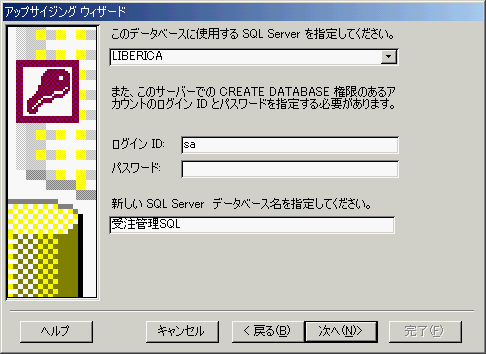 アップサイジング ウィザード
このデータベースに使用する SQL Server を指定してください。
LIBERICA
また、このサーバーでの CREATE DATABASE 権限のあるア
カウントのログイン ID とパスワードを指定する必要があります。
ログイン ID:
sa
パスワード:
新しい SQL Server データベース名を指定してください。
受注管理SQL
ヘルプ
キャンセル
< 戻る(B)
次へ(N)>
完了(F)